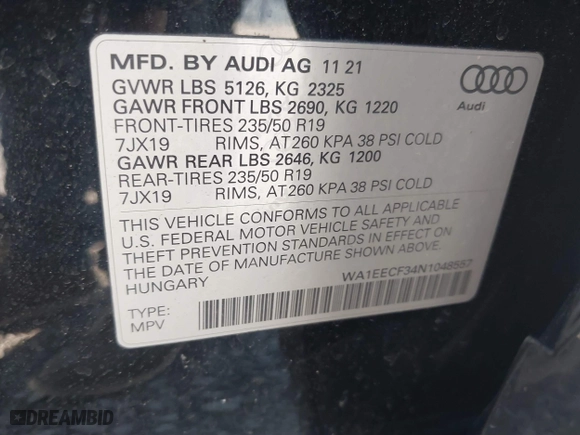 MFD. BY AUDI AG 11 21
GVWR LBS 5126, KG 2325
GAWR FRONT LBS 2690, KG 1220
FRONT-TIRES 235/50 R19
7JX19 RIMS, AT260 KPA 38 PSI COLD
GAWR REAR LBS 2646, KG 1200
REAR-TIRES 235/50 R19
7JX19 RIMS, AT260 KPA 38 PSI COLD
Audi
THIS VEHICLE CONFORMS TO ALL APPLICABLE
U.S. FEDERAL MOTOR VEHICLE SAFETY AND
THEFT PREVENTION STANDARDS IN EFFECT ON
THE DATE OF MANUFACTURE SHOWN ABOVE.
HUNGARY
WA1EECF34N1048557
TYPE:
MPV
DREAMBID